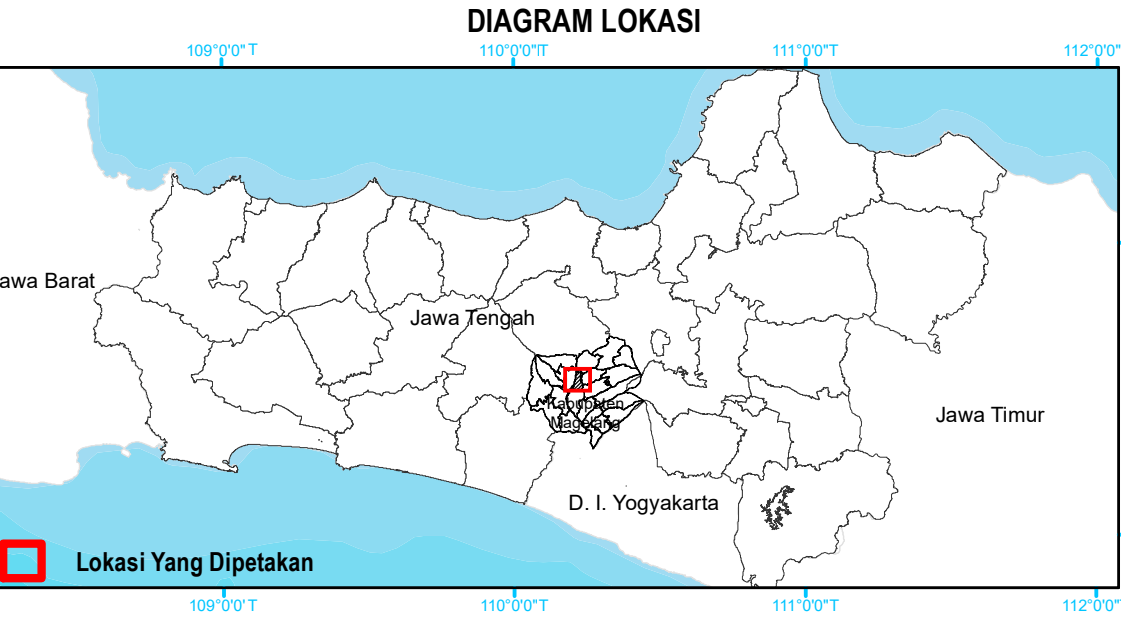 DIAGRAM LOKASI
109°0'0" T
110°0'0"T
111°0'0"T
112°0'0"
awa Barat
Jawa Tengah
Kabupaten
Magelang
Jawa Timur
D. I. Yogyakarta
Lokasi Yang Dipetakan
109°0'0"T
110°0'0"T
111°0'0"T
112°0'0"